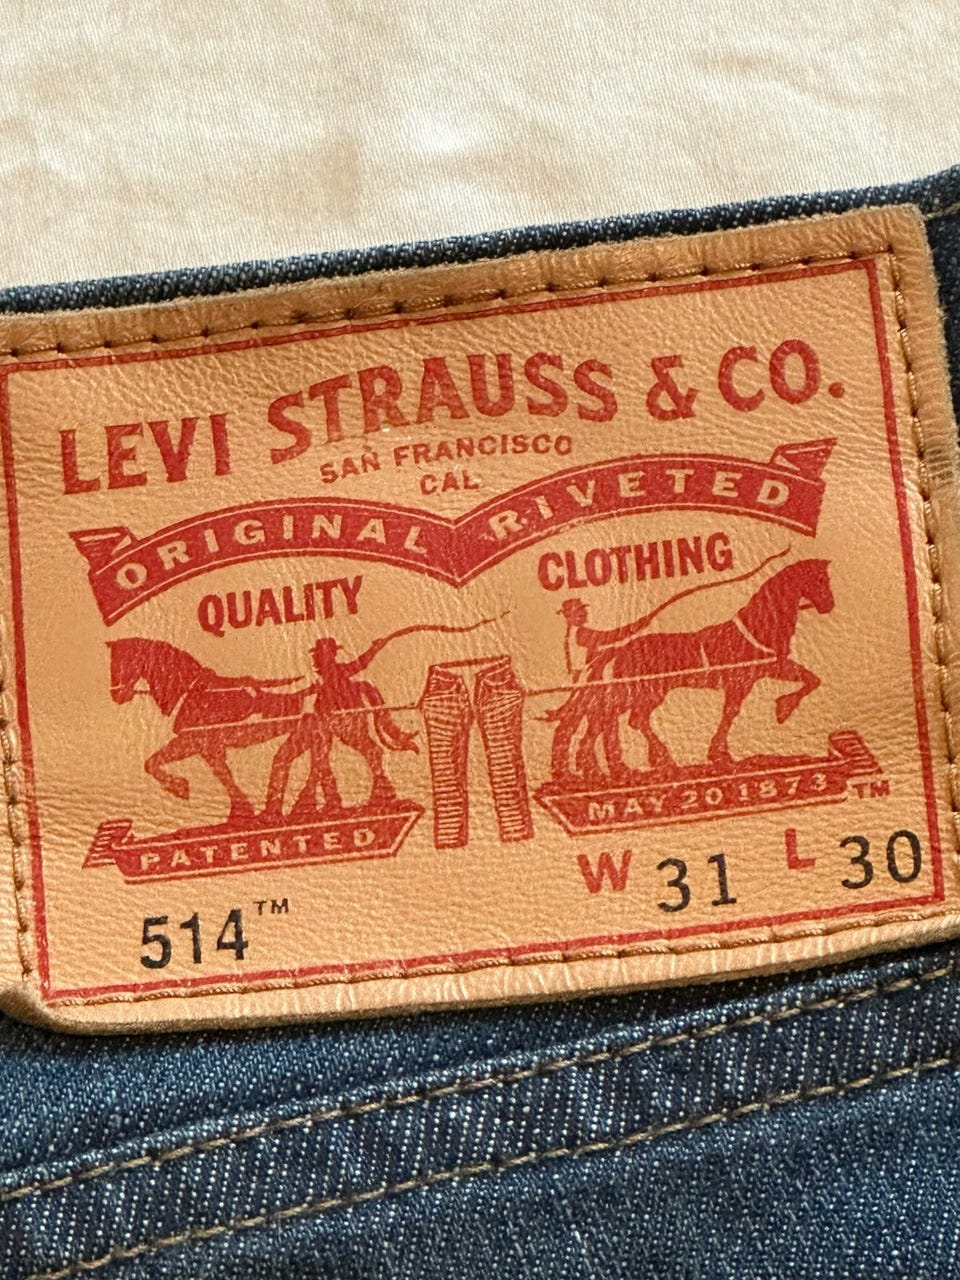 LEVI STRAUSS & CO.
SAN FRANCISCO
CAL.
ORIGINAL RIVETED
QUALITY CLOTHING
PATENTED MAY 20 1873 ™
514™ W 31 L 30